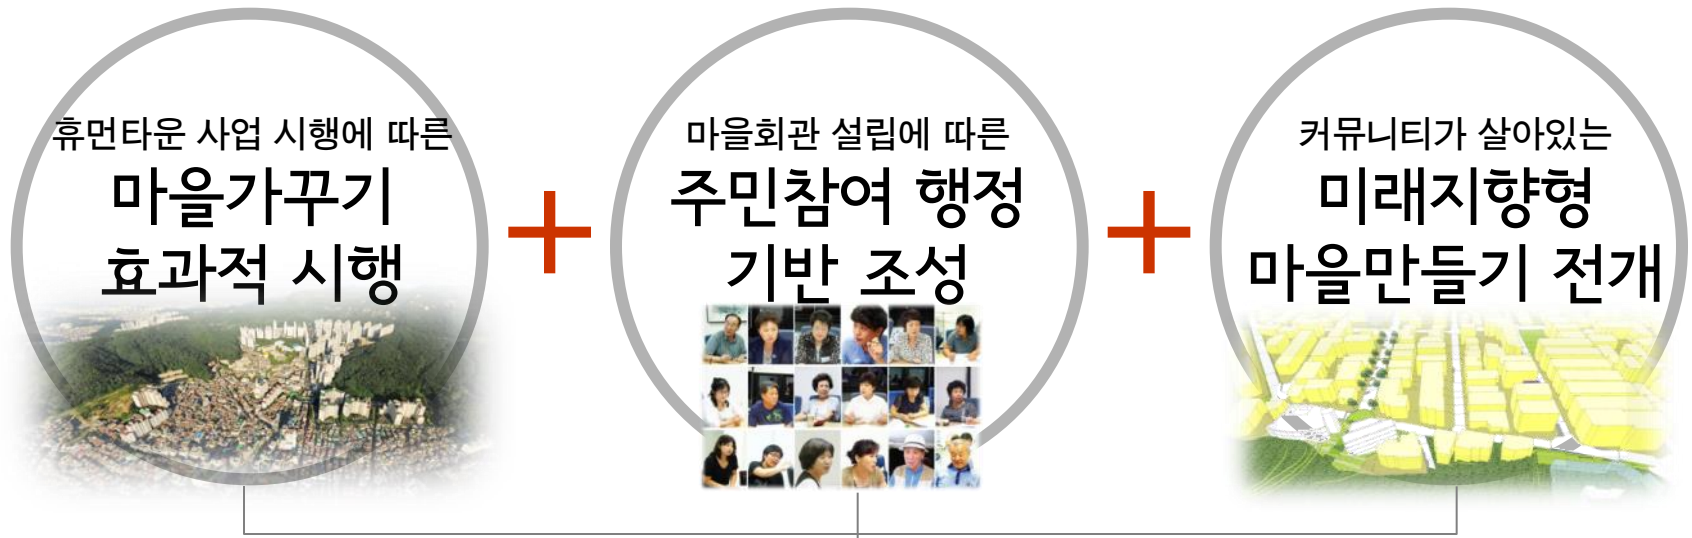 휴먼타운 사업 시행에 따른
마을가꾸기
효과적 시행
마을회관 설립에 따른
주민참여 행정
기반 조성
커뮤니티가 살아있는
미래지향형
마을만들기 전개